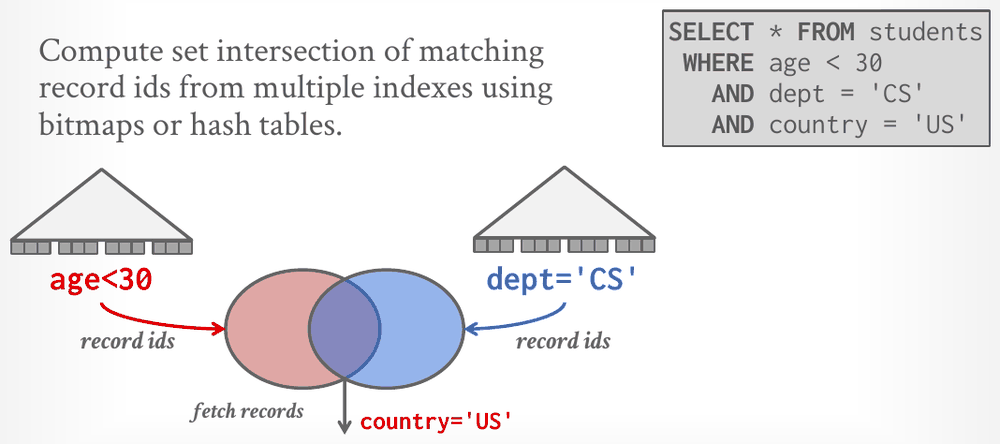 Compute set intersection of matching
record ids from multiple indexes using
bitmaps or hash tables.
SELECT * FROM students
WHERE age < 30
AND dept = 'CS'
AND country = 'US'
age<30
dept='CS'
record ids
record ids
fetch records
country='US'